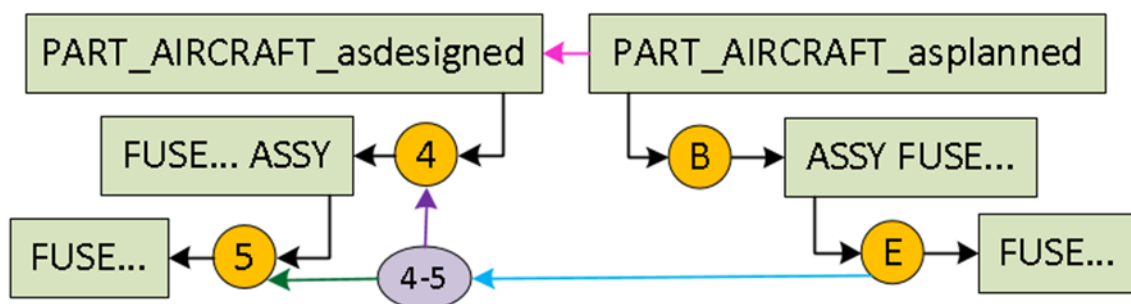 PART_AIRCRAFT_asdesigned PART_AIRCRAFT_asplanned
FUSE... ASSY 4 B ASSY FUSE...
FUSE... 5 4-5 E FUSE...